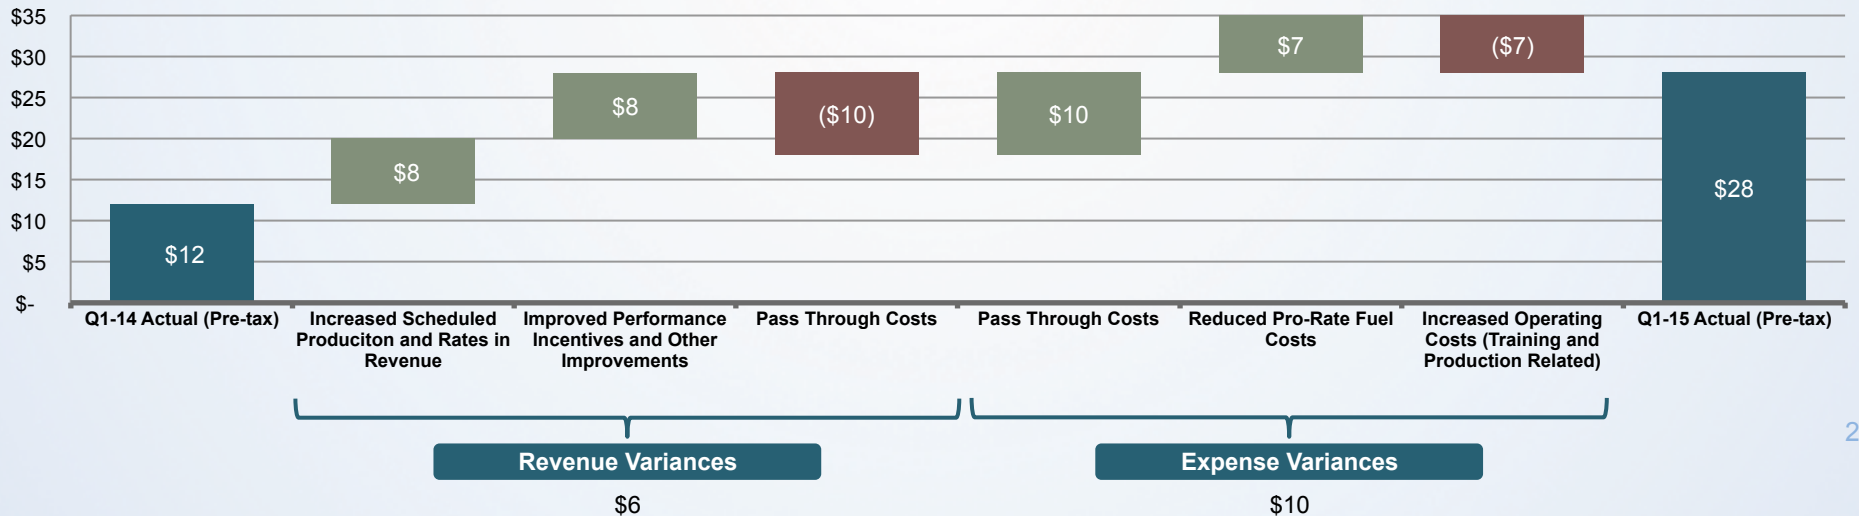 $35
$30
$25
$20
$15
$10
$5
$-
$12
$8
$8
($10)
$10
$7
($7)
$28
Q1-14 Actual (Pre-tax)
Increased Scheduled
Produciton and Rates in
Revenue
Improved Performance
Incentives and Other
Improvements
Pass Through Costs
Pass Through Costs
Reduced Pro-Rate Fuel
Costs
Increased Operating
Costs (Training and
Production Related)
Q1-15 Actual (Pre-tax)
Revenue Variances
$6
Expense Variances
$10
2